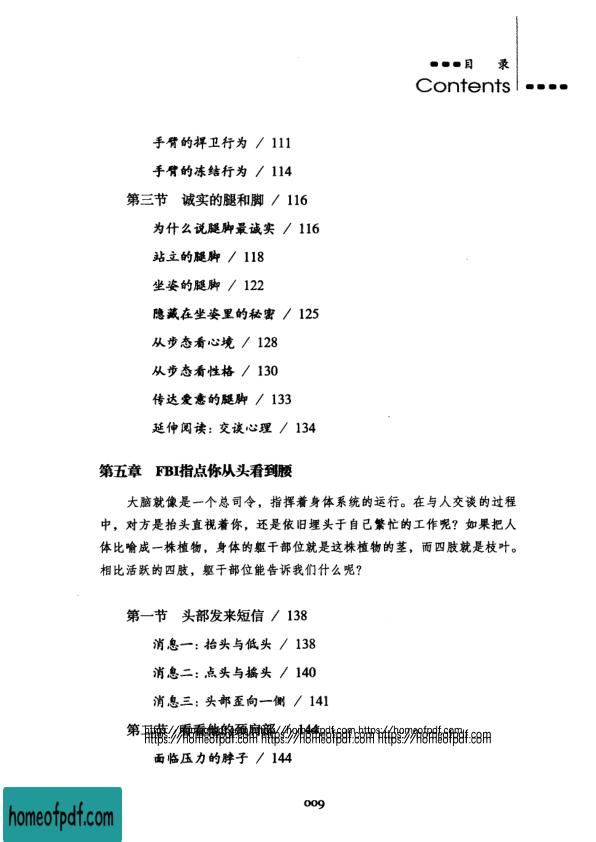 目 录
Contents
手臂的捍卫行为 / 111
手臂的冻结行为 / 114
第三节 诚实的腿和脚 / 116
为什么说腿脚最诚实 / 116
站立的腿脚 / 118
坐姿的腿脚 / 122
隐藏在坐姿里的秘密 / 125
从步态看心境 / 128
从步态看性格 / 130
传达爱意的腿脚 / 133
延伸阅读：交谈心理 / 134
第五章 FBI指点你从头看到腰
大脑就像是一个总司令，指挥着身体系统的运行。在与人交谈的过程
中，对方是抬头直视着你，还是依旧埋头于自己繁忙的工作呢？如果把人
体比喻成一株植物，身体的躯干部位就是这株植物的茎，而四肢就是枝叶。
相比活跃的四肢，躯干部位能告诉我们什么呢？
第一节 头部发来短信 / 138
消息一：抬头与低头 / 138
消息二：点头与摇头 / 140
消息三：头部歪向一侧 / 141
第二节 看看他的颈肩部 / 144
https://homeofpdf.com https://homeofpdf.com https://homeofpdf.com
https://homeofpdf.com https://homeofpdf.com https://homeofpdf.com
面临压力的脖子 / 144
009
homeofpdf.com